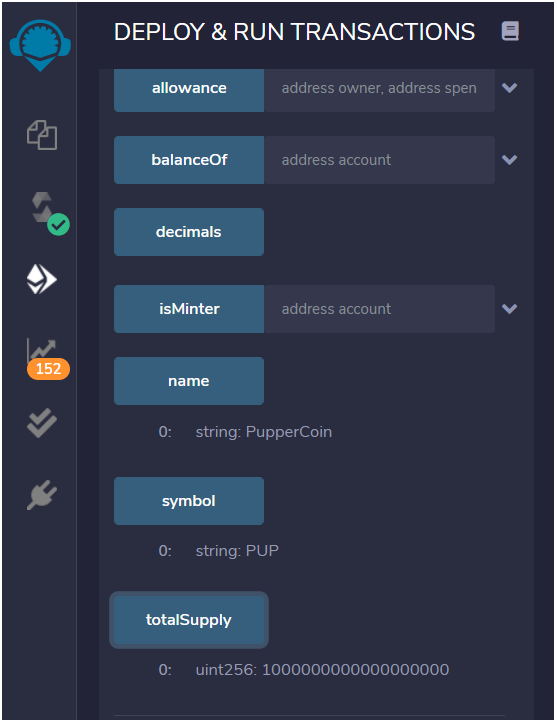 DEPLOY & RUN TRANSACTIONS
allowance address owner, address spen
balanceOf address account
decimals
isMinter address account
152
name
0: string: PupperCoin
symbol
0: string: PUP
totalSupply
0: uint256: 1000000000000000000